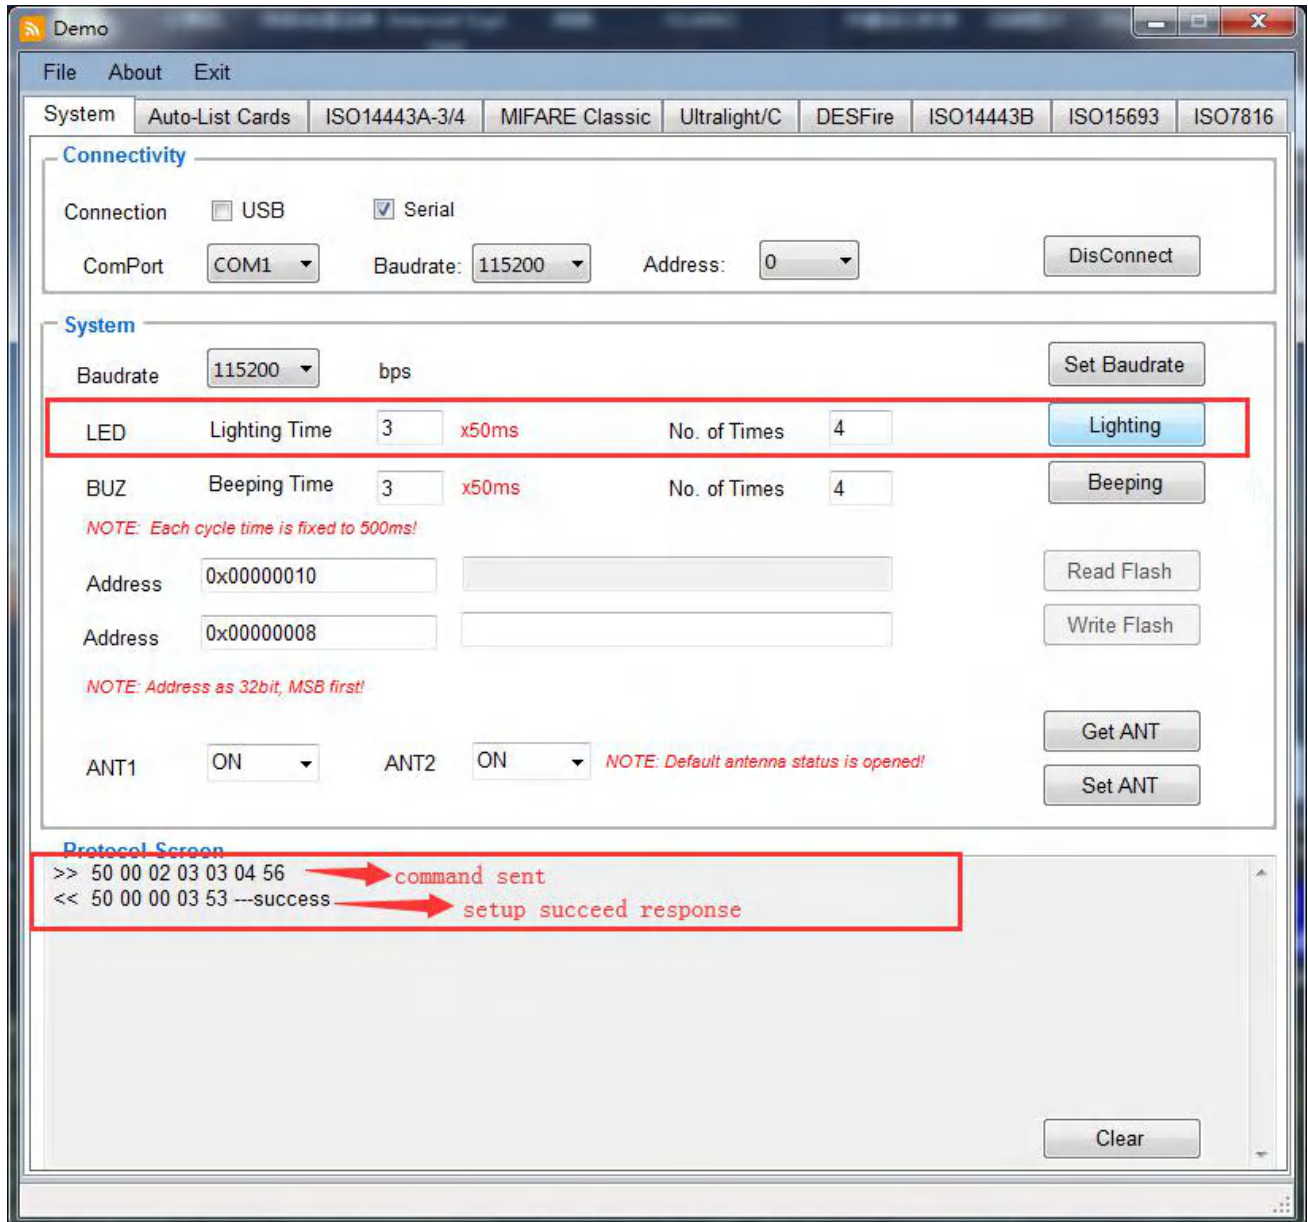 Demo
File About Exit
System Auto-List Cards ISO14443A-3/4 MIFARE Classic Ultralight/C DESFire ISO14443B ISO15693 ISO7816
Connectivity
Connection USB Serial
ComPort COM1 Baudrate: 115200 Address: 0 DisConnect
System
Baudrate 115200 bps Set Baudrate
LED Lighting Time 3 x50ms No. of Times 4 Lighting
BUZ Beeping Time 3 x50ms No. of Times 4 Beeping
NOTE: Each cycle time is fixed to 500ms!
Address 0x00000010 Read Flash
Address 0x00000008 Write Flash
NOTE: Address as 32bit, MSB first!
Get ANT
ANT1 ON ANT2 ON NOTE: Default antenna status is opened!
Set ANT
Protocol Screen
>> 50 00 02 03 03 04 56 command sent
<< 50 00 00 03 53 ---success setup succeed response
Clear